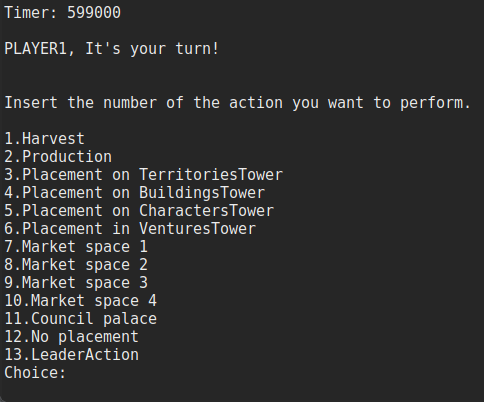 Timer: 599000
PLAYER1, It's your turn!
Insert the number of the action you want to perform.
1.Harvest
2.Production
3.Placement on TerritoriesTower
4.Placement on BuildingsTower
5.Placement on CharactersTower
6.Placement in VenturesTower
7.Market space 1
8.Market space 2
9.Market space 3
10.Market space 4
11.Council palace
12.No placement
13.LeaderAction
Choice: